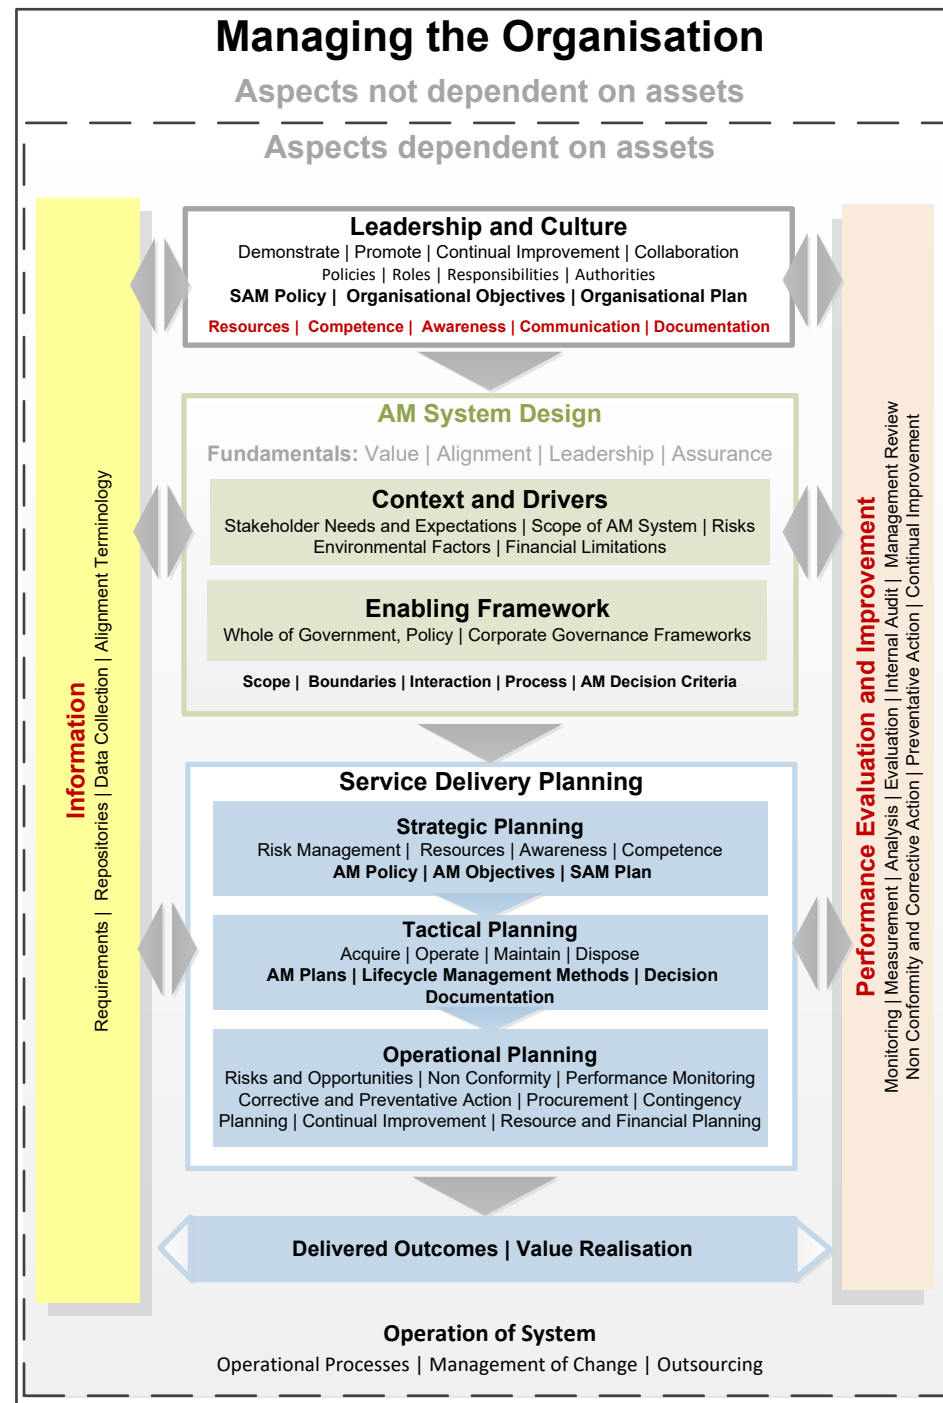 Managing the Organisation
Aspects not dependent on assets
Aspects dependent on assets
Leadership and Culture
Demonstrate | Promote | Continual Improvement | Collaboration
Policies | Roles | Responsibilities | Authorities
SAM Policy | Organisational Objectives | Organisational Plan
Resources | Competence | Awareness | Communication | Documentation
AM System Design
Fundamentals: Value | Alignment | Leadership | Assurance
Context and Drivers
Stakeholder Needs and Expectations | Scope of AM System | Risks
Environmental Factors | Financial Limitations
Enabling Framework
Whole of Government, Policy | Corporate Governance Frameworks
Scope | Boundaries | Interaction | Process | AM Decision Criteria
Service Delivery Planning
Strategic Planning
Risk Management | Resources | Awareness | Competence
AM Policy | AM Objectives | SAM Plan
Tactical Planning
Acquire | Operate | Maintain | Dispose
AM Plans | Lifecycle Management Methods | Decision
Documentation
Operational Planning
Risks and Opportunities | Non Conformity | Performance Monitoring
Corrective and Preventative Action | Procurement | Contingency
Planning | Continual Improvement | Resource and Financial Planning
Delivered Outcomes | Value Realisation
Information
Requirements | Repositories | Data Collection | Alignment Terminology
Performance Evaluation and Improvement
Monitoring | Measurement | Analysis | Evaluation | Internal Audit | Management Review
Non Conformity and Corrective Action | Preventative Action | Continual Improvement
Operation of System
Operational Processes | Management of Change | Outsourcing